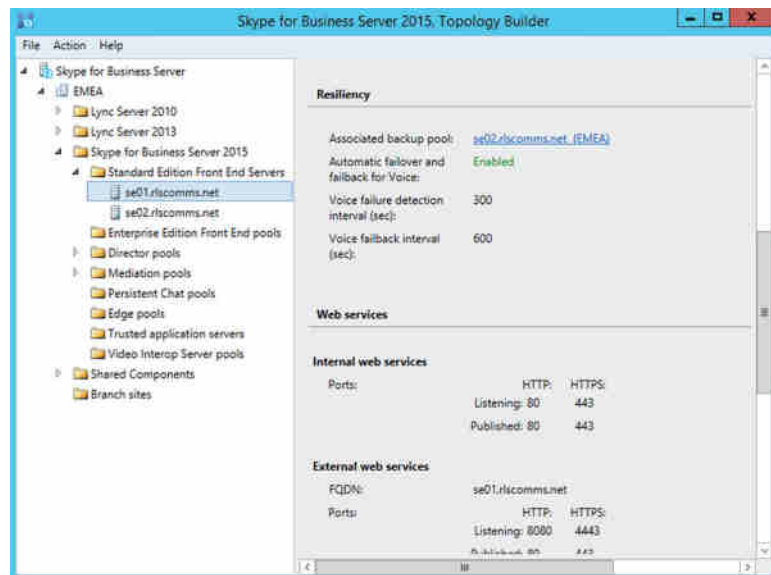 Skype for Business Server 2015, Topology Builder
File Action Help
Skype for Business Server
EMEA
Lync Server 2010
Lync Server 2013
Skype for Business Server 2015
Standard Edition Front End Servers
se01.rlscomms.net
se02.rlscomms.net
Enterprise Edition Front End pools
Director pools
Mediation pools
Persistent Chat pools
Edge pools
Trusted application servers
Video Interop Server pools
Shared Components
Branch sites
Resiliency
Associated backup pool: se02.rlscomms.net (EMEA)
Automatic failover and Enabled
failback for Voice:
Voice failure detection 300
interval (sec):
Voice failback interval 600
(sec):
Web services
Internal web services
Ports: HTTP: HTTPS:
Listening: 80 443
Published: 80 443
External web services
FQDN: se01.rlscomms.net
Ports: HTTP: HTTPS:
Listening: 8080 4443
Published: 80 443